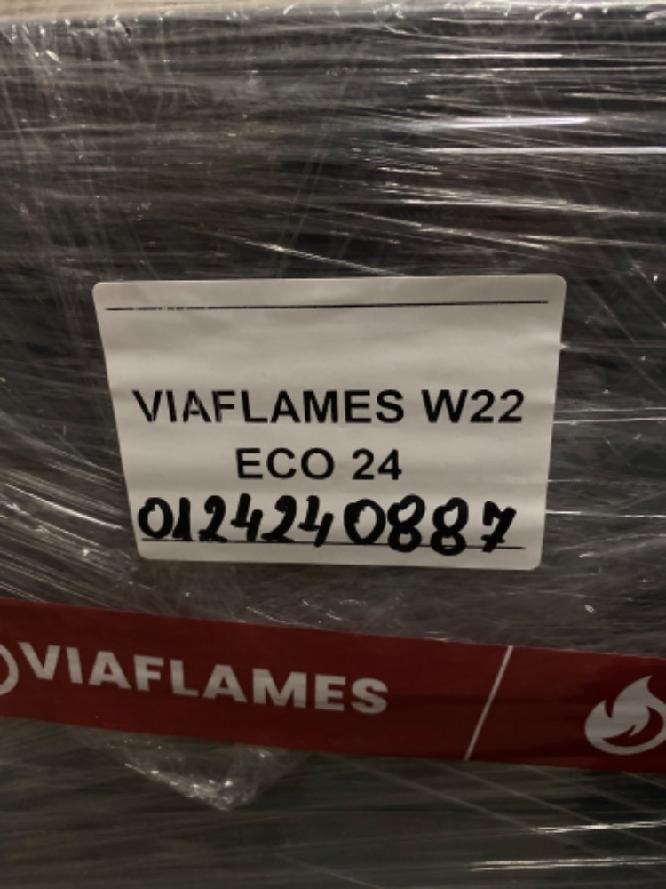 VIAFLAMES W22
ECO 24
0124240887
VIAFLAMES